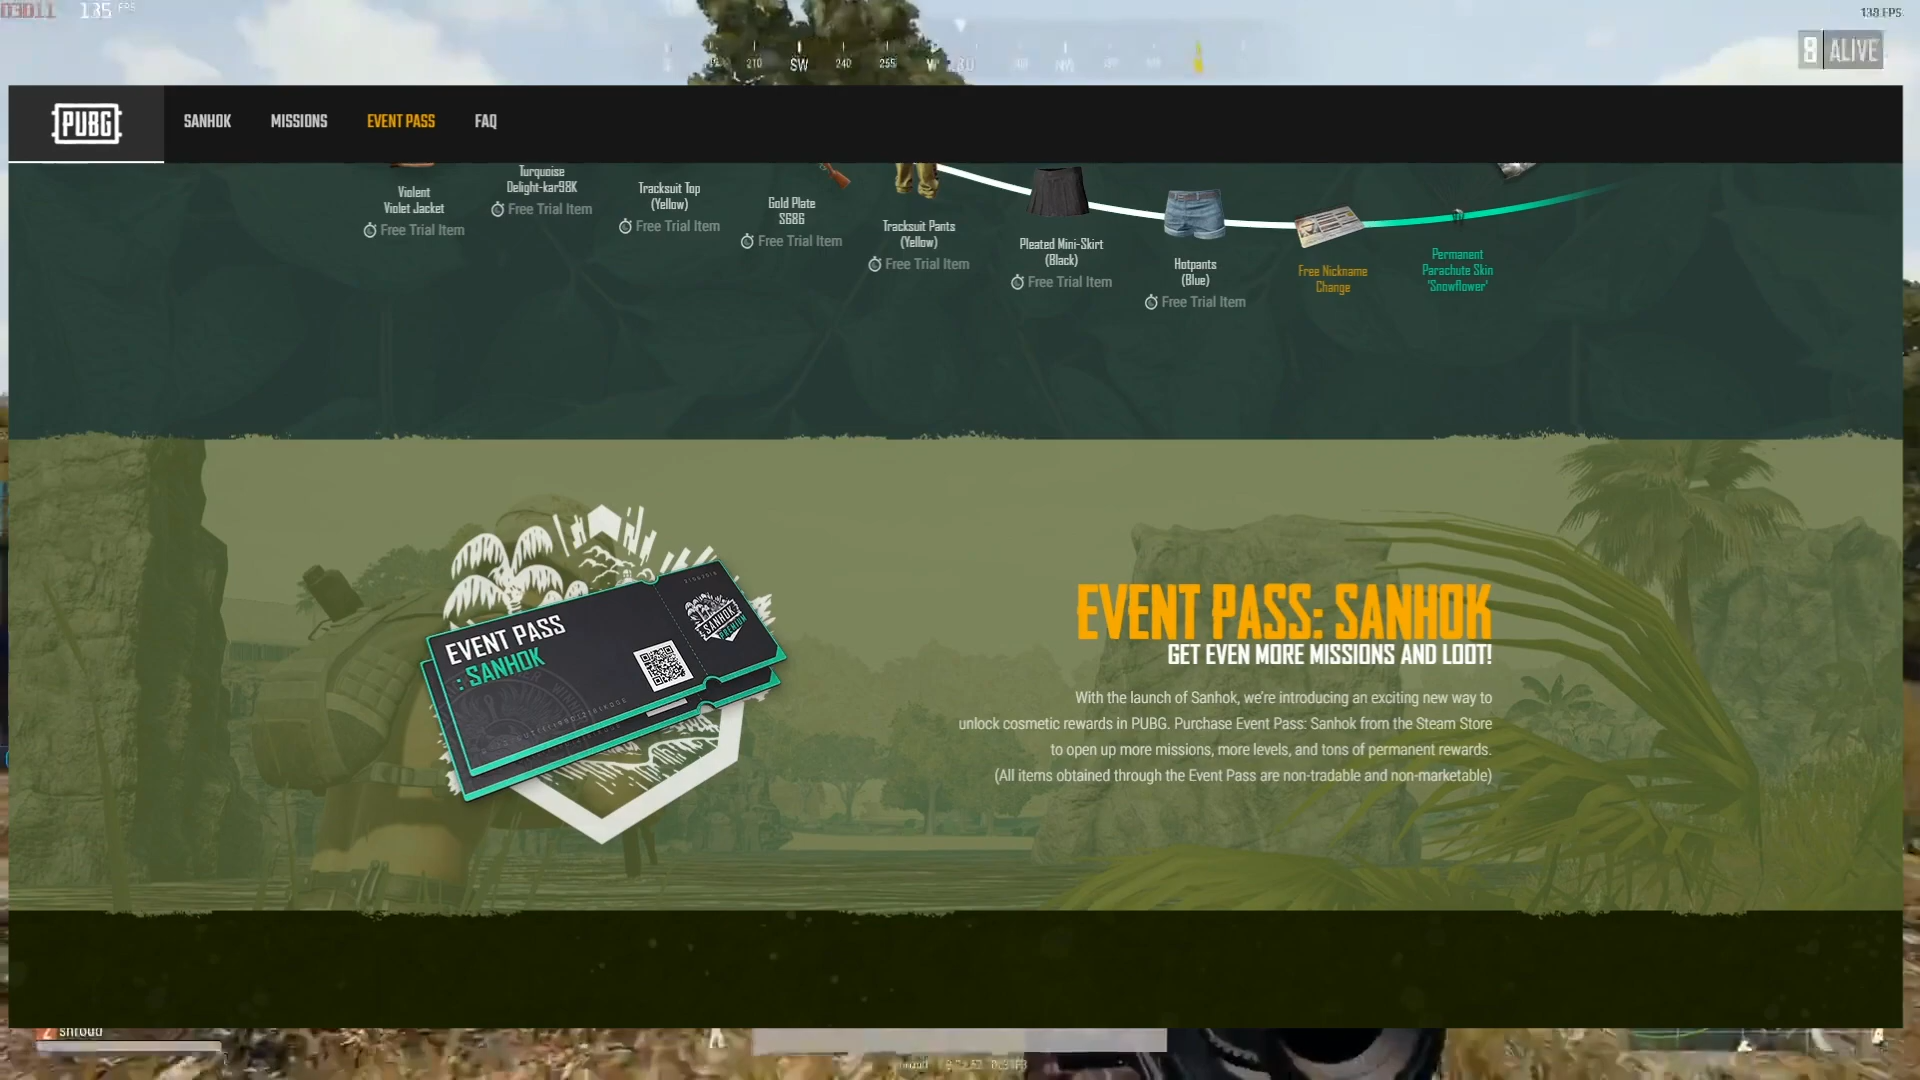 135 FPS
138 FPS
210 SW 240 255 W
8 ALIVE
PUBG
SANHOK MISSIONS EVENT PASS FAQ
Violent
Violet Jacket
Free Trial Item
Turquoise
Delight-kar98K
Free Trial Item
Tracksuit Top
(Yellow)
Free Trial Item
Gold Plate
S686
Free Trial Item
Tracksuit Pants
(Yellow)
Free Trial Item
Pleated Mini-Skirt
(Black)
Free Trial Item
Hotpants
(Blue)
Free Trial Item
Free Nickname
Change
Permanent
Parachute Skin
'Snowflower'
EVENT PASS
: SANHOK
SANHOK
PREMIUM
EVENT PASS: SANHOK
GET EVEN MORE MISSIONS AND LOOT!
With the launch of Sanhok, we're introducing an exciting new way to
unlock cosmetic rewards in PUBG. Purchase Event Pass: Sanhok from the Steam Store
to open up more missions, more levels, and tons of permanent rewards.
(All items obtained through the Event Pass are non-tradable and non-marketable)
shroud